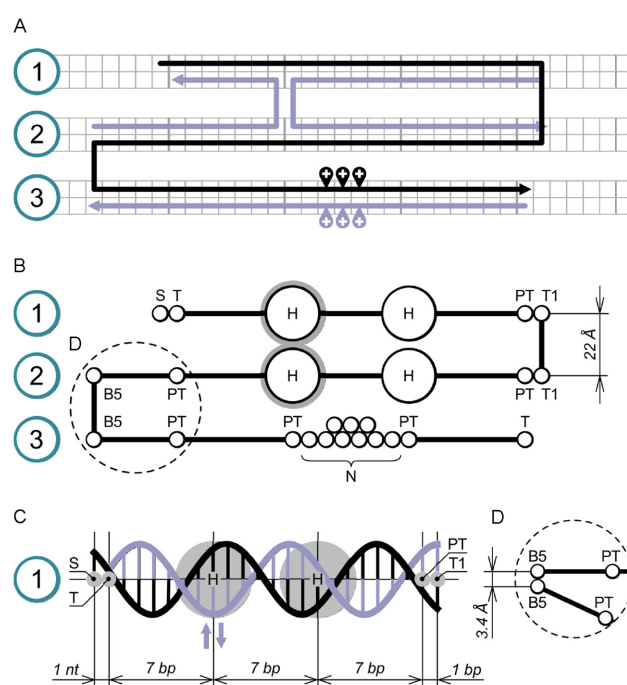 A
1
2
3
B
S T H H PT T1
1
D
2
H H
B5 PT PT T1
22 Å
B5 PT PT PT T
3
N
C
S
T
1
H H
PT
T1
1 nt 7 bp 7 bp 7 bp 1 bp
D
B5 PT
B5
PT
3.4 Å